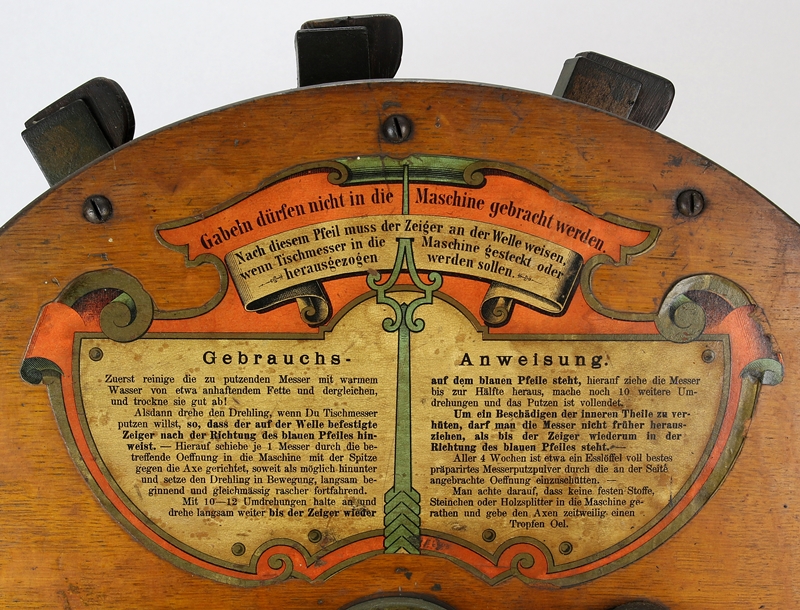 Gabeln dürfen nicht in die Maschine gebracht werden.
Nach diesem Pfeil muss der Zeiger an der Welle weisen,
wenn Tischmesser in die Maschine gesteckt oder
herausgezogen werden sollen.
Gebrauchs-
Zuerst reinige die zu putzenden Messer mit warmem
Wasser von etwa anhaftendem Fette und dergleichen,
und trockne sie gut ab!
Alsdann drehe den Drehling, wenn Du Tischmesser
putzen willst, so, dass der auf der Welle befestigte
Zeiger nach der Richtung des blauen Pfeiles hin-
weist. — Hierauf schiebe je 1 Messer durch die be-
treffende Oeffnung in die Maschine mit der Spitze
gegen die Axe gerichtet, soweit als möglich hinunter
und setze den Drehling in Bewegung, langsam be-
ginnend und gleichmässig rascher fortfahrend.
Mit 10—12 Umdrehungen halte an und
drehe langsam weiter bis der Zeiger wieder
Anweisung.
auf dem blauen Pfeile steht, hierauf ziehe die Messer
bis zur Hälfte heraus, mache noch 10 weitere Um-
drehungen und das Putzen ist vollendet.
Um ein Beschädigen der inneren Theile zu ver-
hüten, darf man die Messer nicht früher heraus-
ziehen, als bis der Zeiger wiederum in der
Richtung des blauen Pfeiles steht. —
Aller 4 Wochen ist etwa ein Esslöffel voll bestes
präparirtes Messerputzpulver durch die an der Seite
angebrachte Oeffnung einzuschütten. —
Man achte darauf, dass keine festen Stoffe,
Steinchen oder Holzsplitter in die Maschine ge-
rathen und gebe den Axen zeitweilig einen
Tropfen Oel.